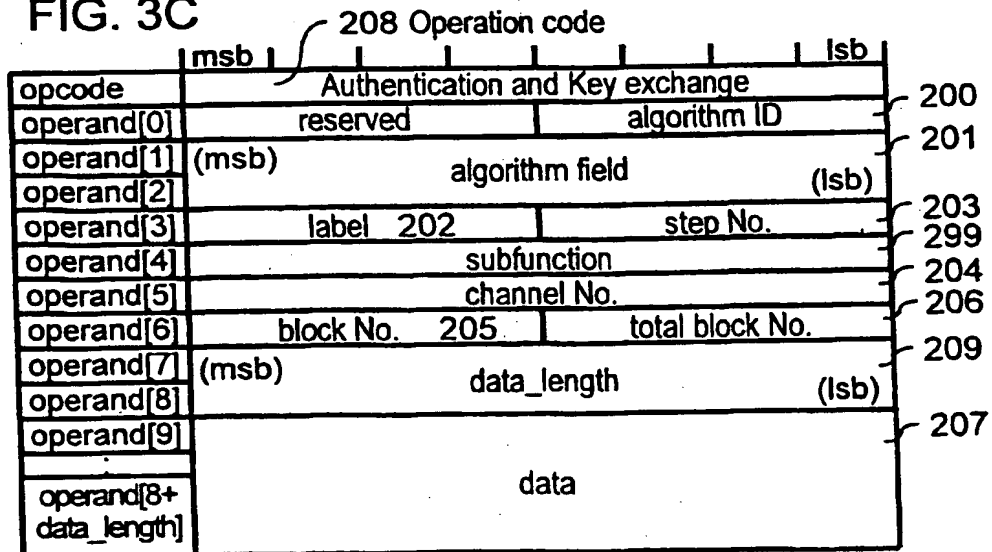 FIG. 3C
208 Operation code
msb lsb
opcode Authentication and Key exchange
operand[0] reserved algorithm ID 200
operand[1] (msb) algorithm field 201
operand[2] (lsb)
operand[3] label 202 step No. 203
operand[4] subfunction 299
operand[5] channel No. 204
operand[6] block No. 205 total block No. 206
operand[7] (msb) data_length 209
operand[8] (lsb)
operand[9] 207
data
operand[8+
data_length]